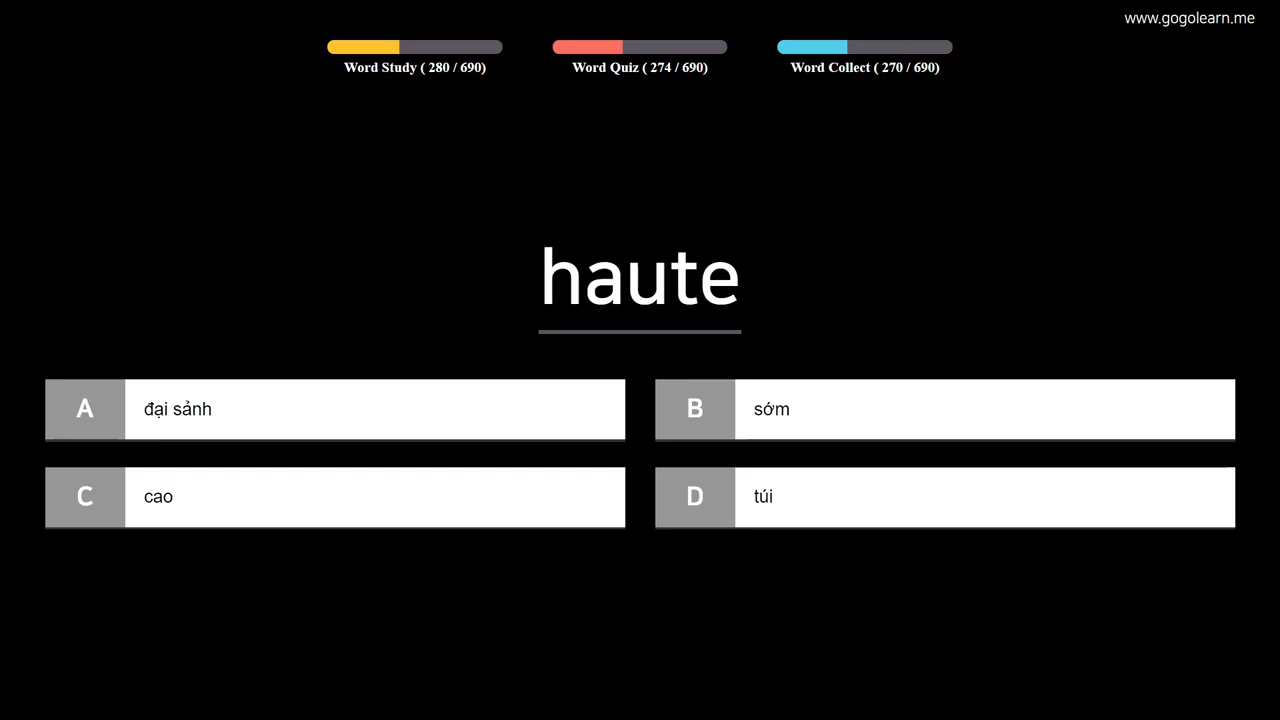 www.gogolearn.me
Word Study ( 280 / 690)
Word Quiz ( 274 / 690)
Word Collect ( 270 / 690)
haute
A đại sảnh
B sớm
C cao
D túi